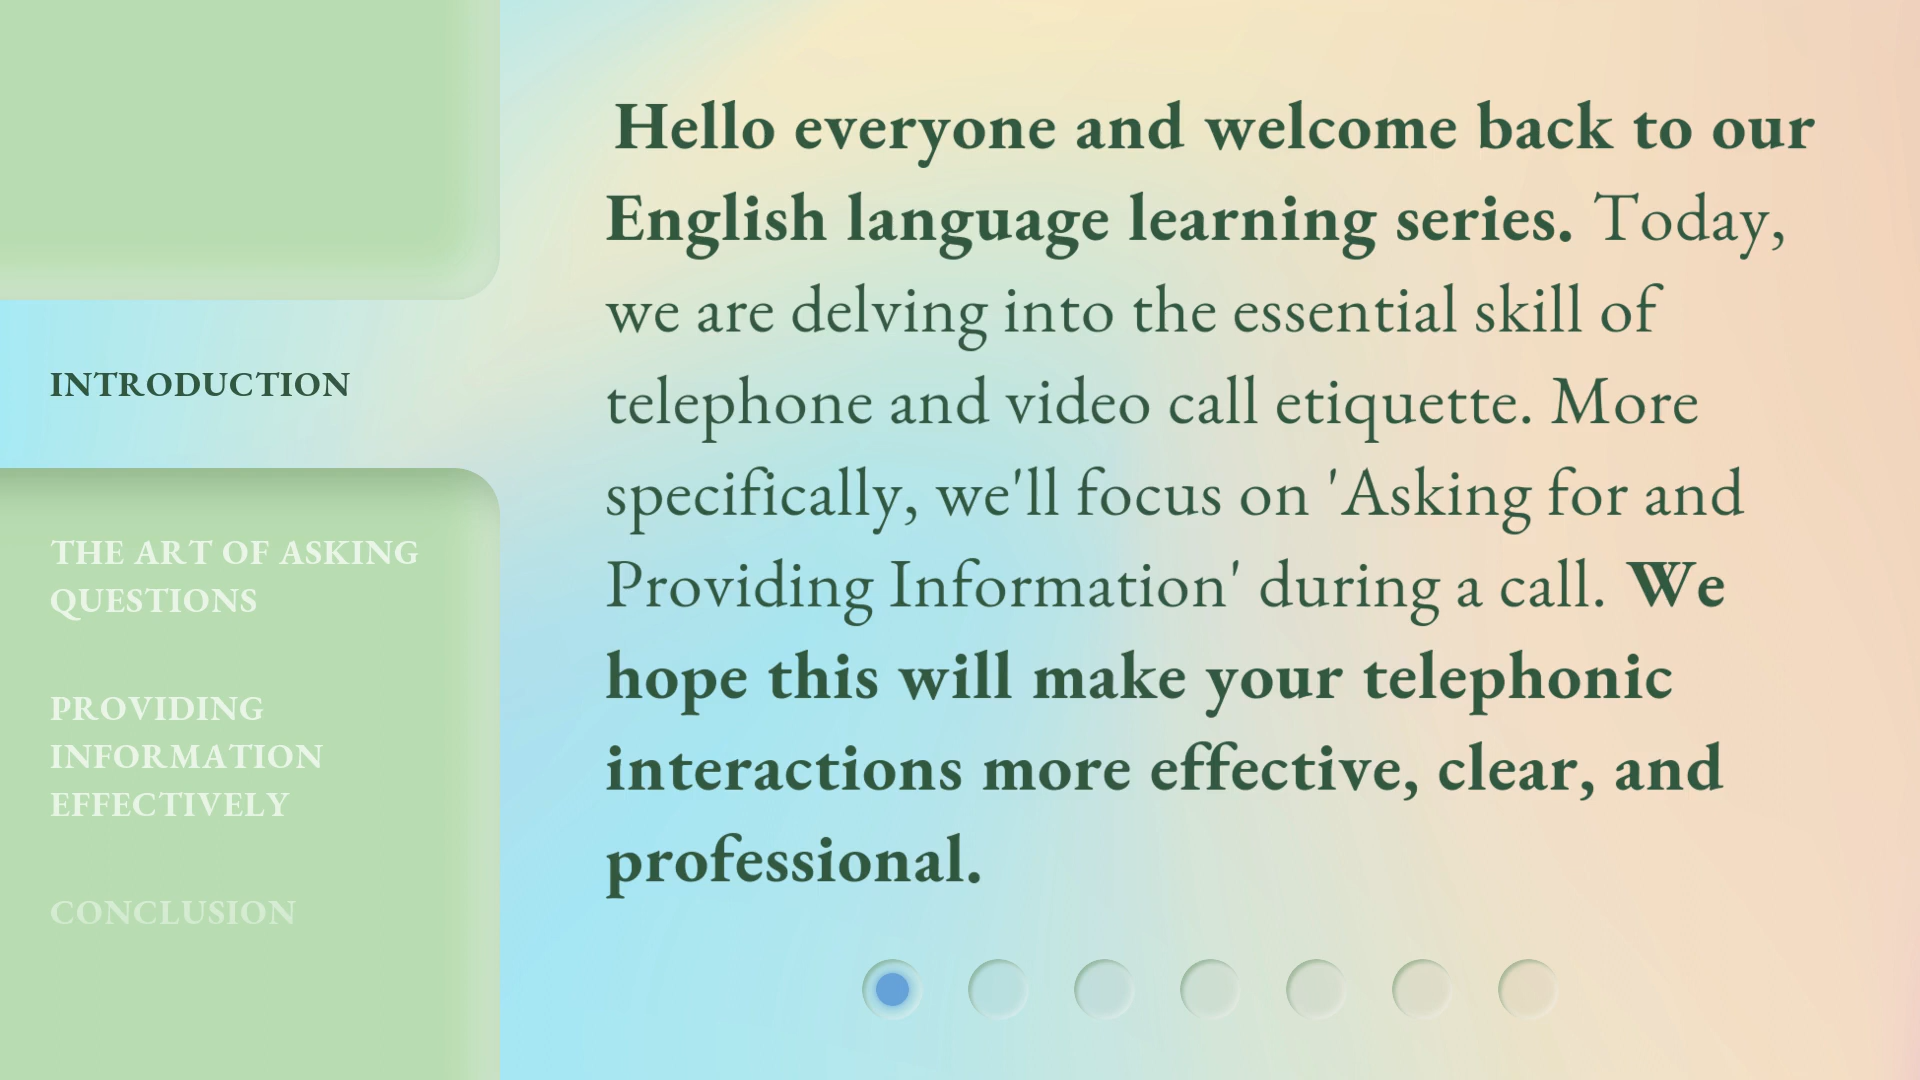 INTRODUCTION
THE ART OF ASKING
QUESTIONS
PROVIDING
INFORMATION
EFFECTIVELY
CONCLUSION
Hello everyone and welcome back to our
English language learning series. Today,
we are delving into the essential skill of
telephone and video call etiquette. More
specifically, we'll focus on 'Asking for and
Providing Information' during a call. We
hope this will make your telephonic
interactions more effective, clear, and
professional.